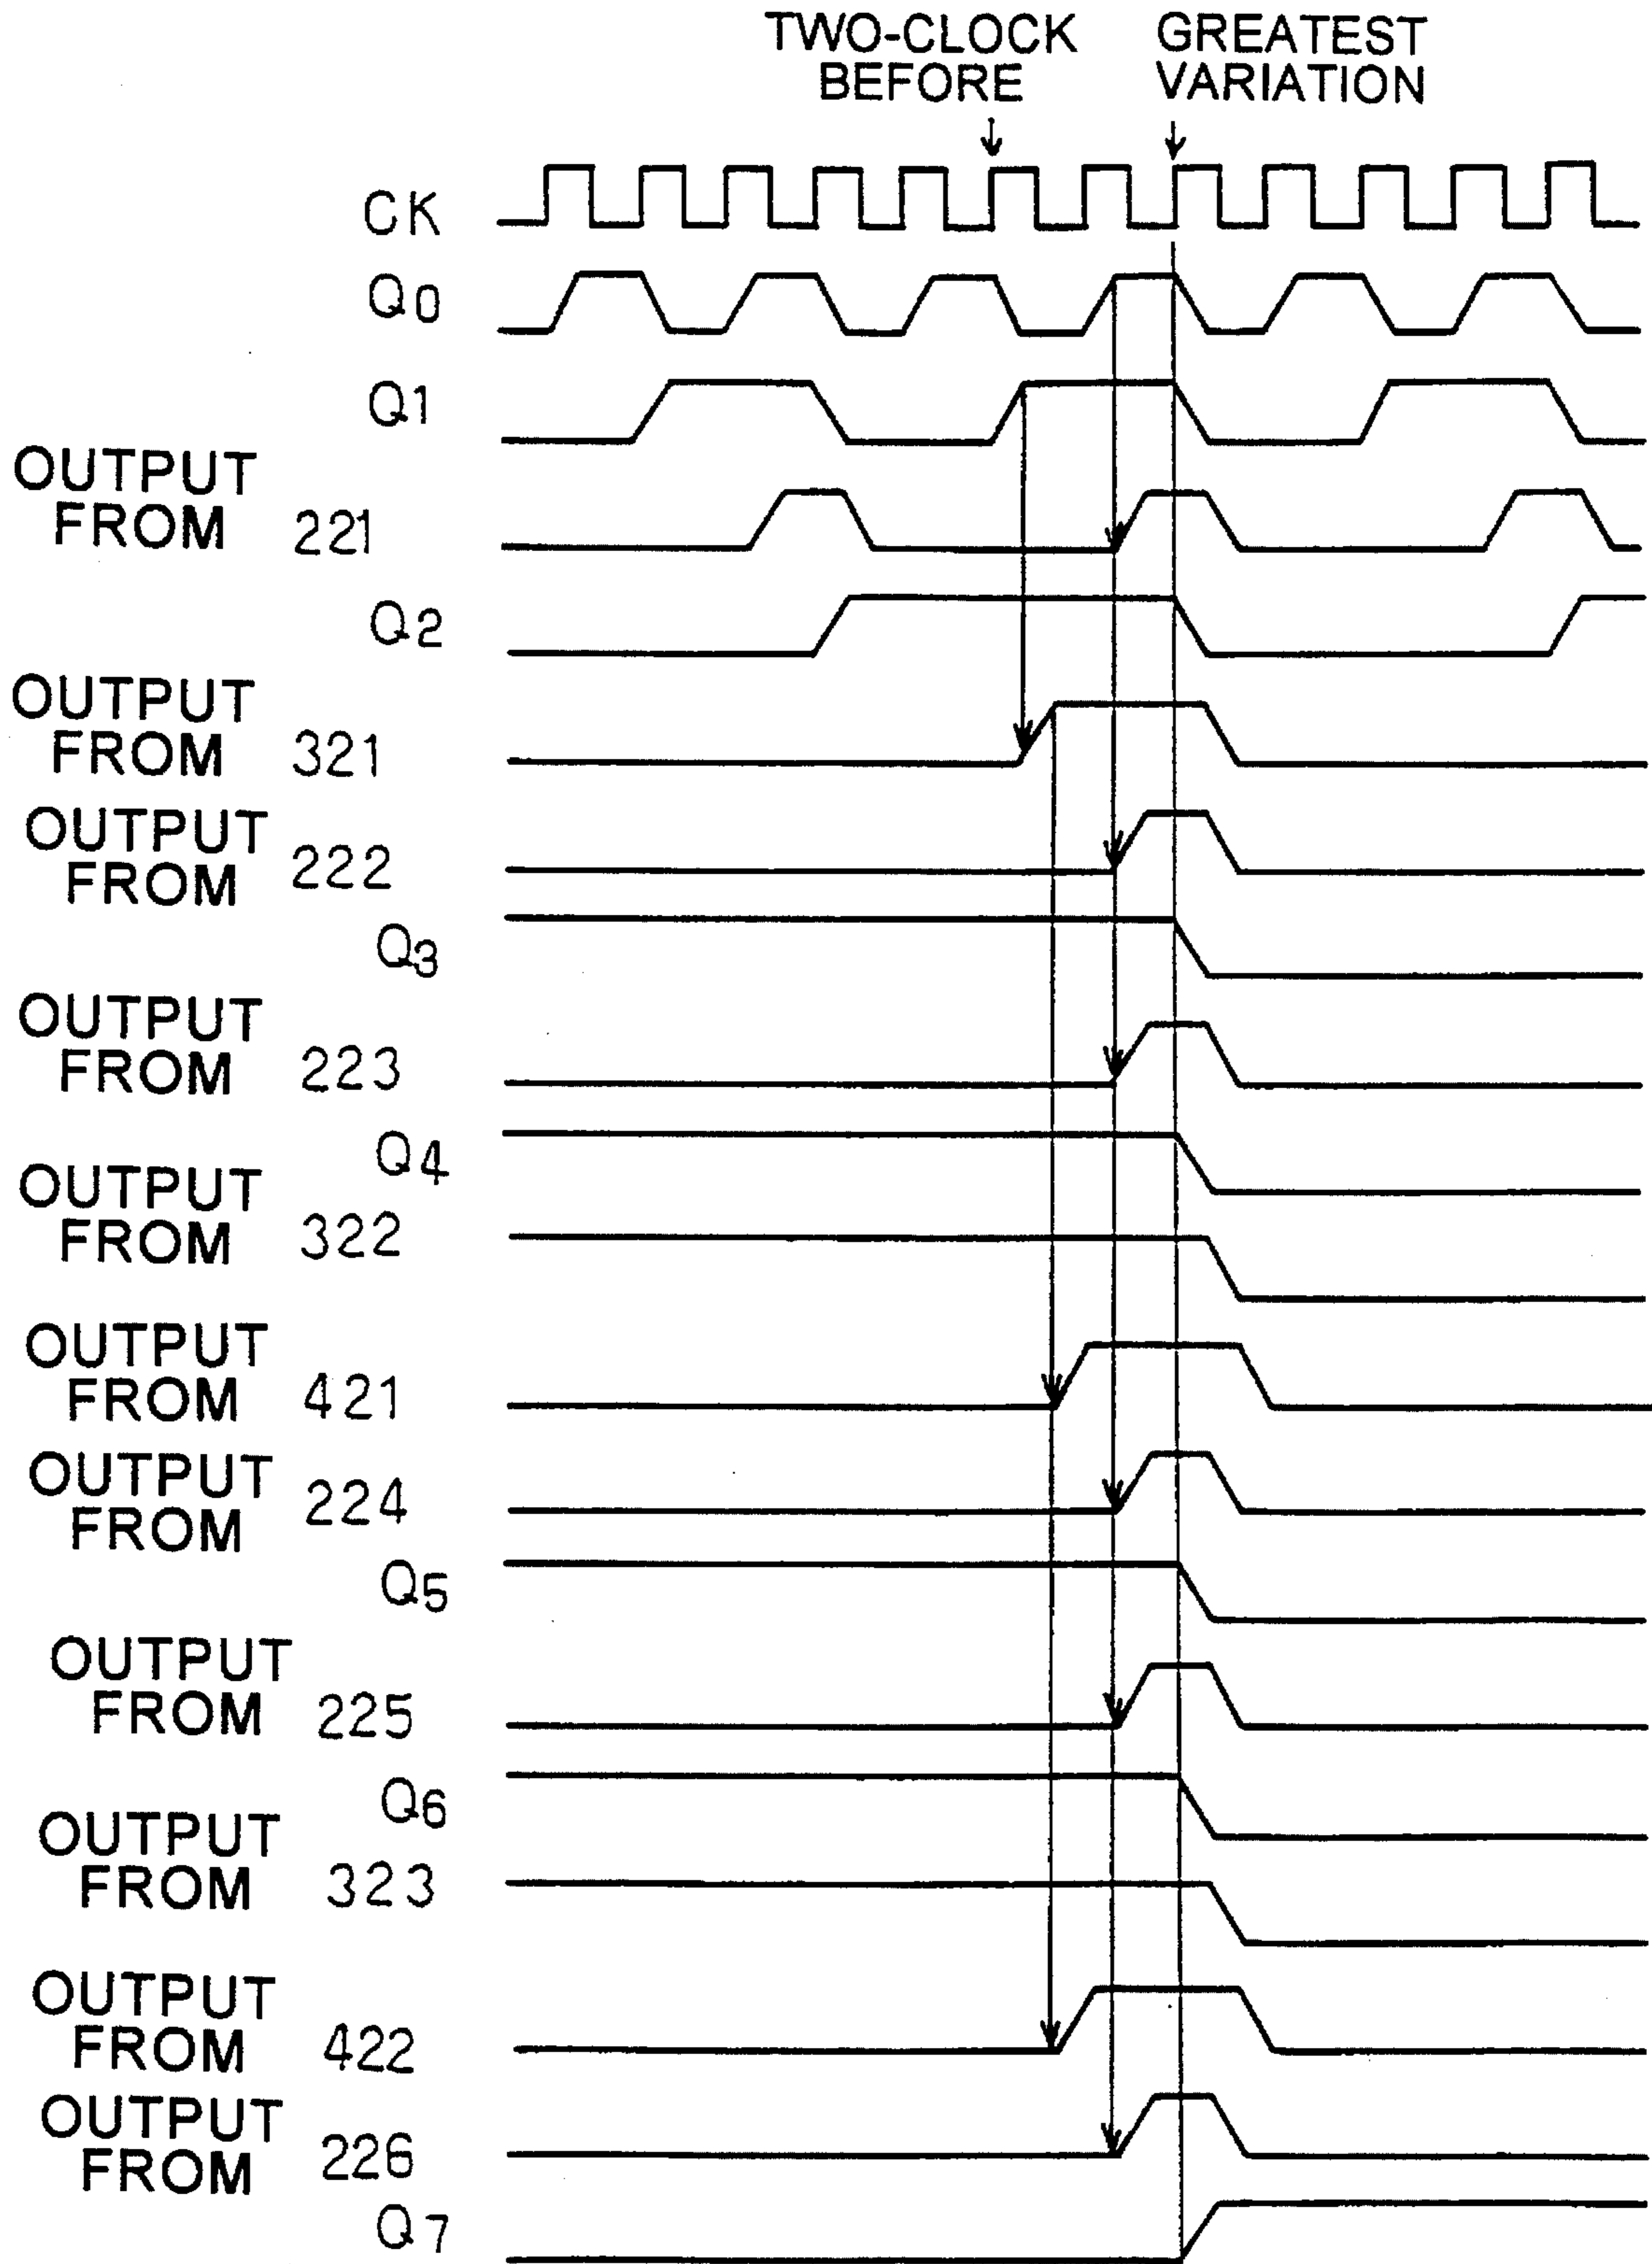 TWO-CLOCK BEFORE
GREATEST VARIATION
CK
Q0
Q1
OUTPUT FROM 221
Q2
OUTPUT FROM 321
OUTPUT FROM 222
Q3
OUTPUT FROM 223
Q4
OUTPUT FROM 322
OUTPUT FROM 421
OUTPUT FROM 224
Q5
OUTPUT FROM 225
Q6
OUTPUT FROM 323
OUTPUT FROM 422
OUTPUT FROM 226
Q7